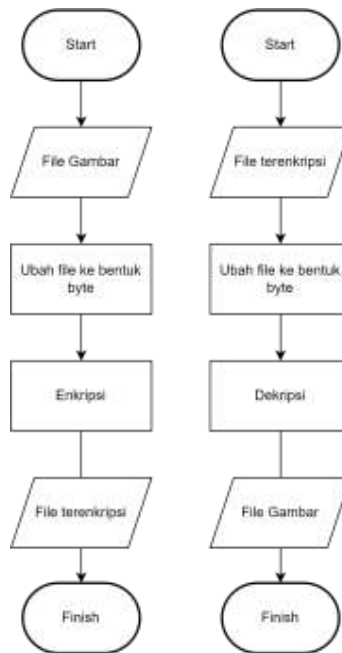 Start
File Gambar
Ubah file ke bentuk
byte
Enkripsi
File terenkripsi
Finish
Start
File terenkripsi
Ubah file ke bentuk
byte
Dekripsi
File Gambar
Finish